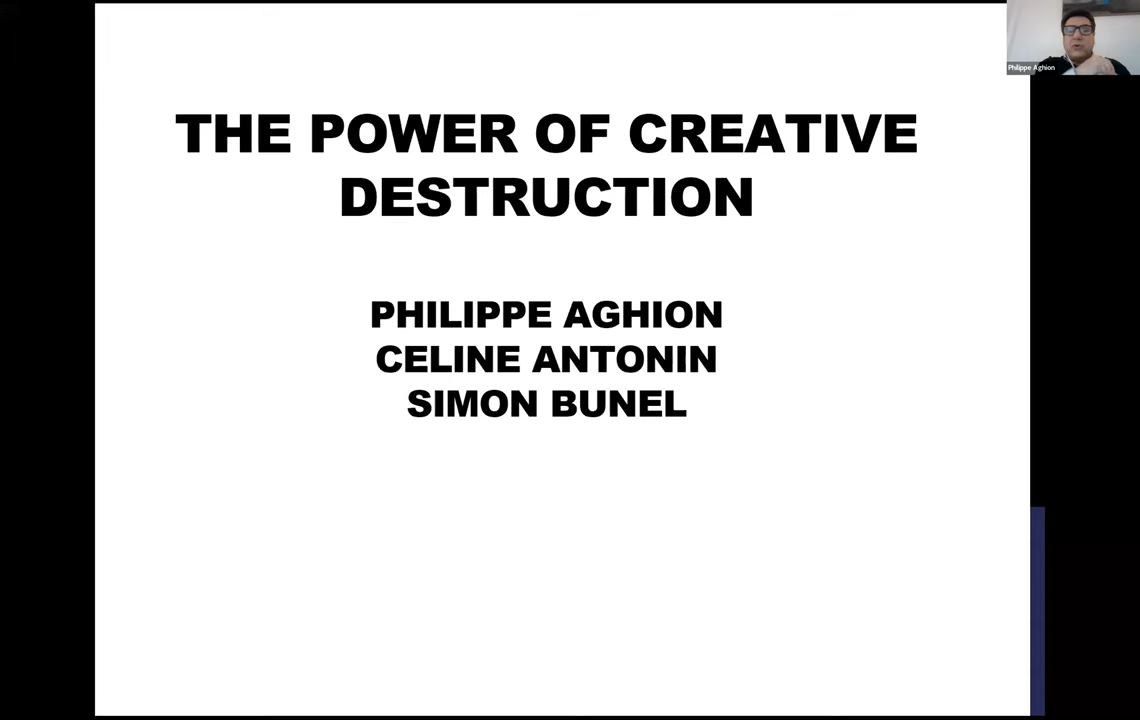 THE POWER OF CREATIVE
DESTRUCTION
PHILIPPE AGHION
CELINE ANTONIN
SIMON BUNEL
Philippe Aghion